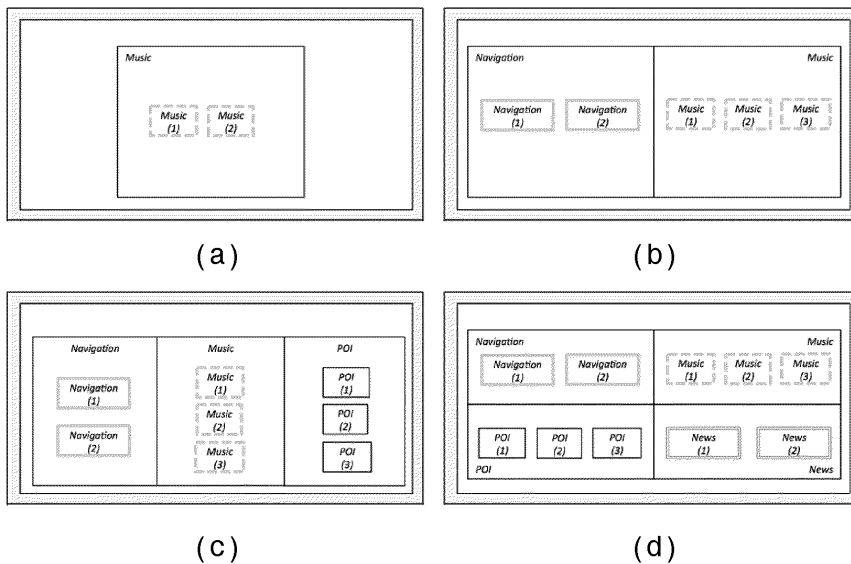 Music
Music Music
(1) (2)
(a)
Navigation Music
Navigation Navigation Music Music Music
(1) (2) (1) (2) (3)
(b)
Navigation Music POI
Navigation
(1)
Navigation
(2)
Music
(1)
Music
(2)
Music
(3)
POI
(1)
POI
(2)
POI
(3)
(c)
Navigation Music
Navigation Navigation Music Music Music
(1) (2) (1) (2) (3)
POI POI POI News News
(1) (2) (3) (1) (2)
POI News
(d)